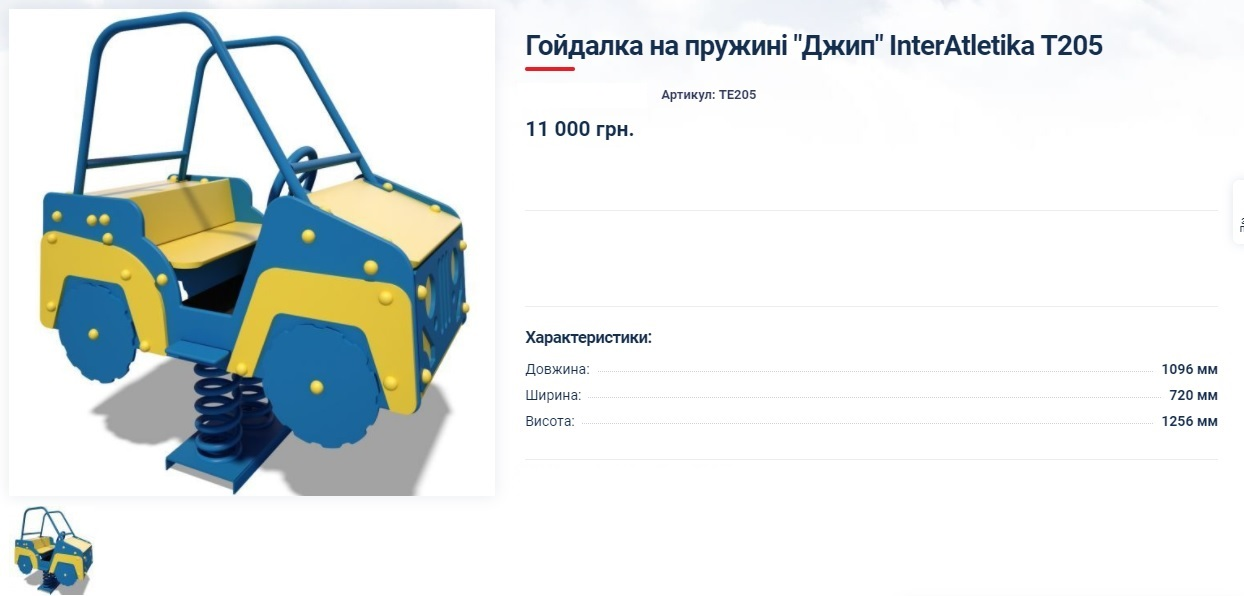 Гойдалка на пружині "Джип" InterAtletika T205
Артикул: TE205
11 000 грн.
Характеристики:
Довжина: 1096 мм
Ширина: 720 мм
Висота: 1256 мм